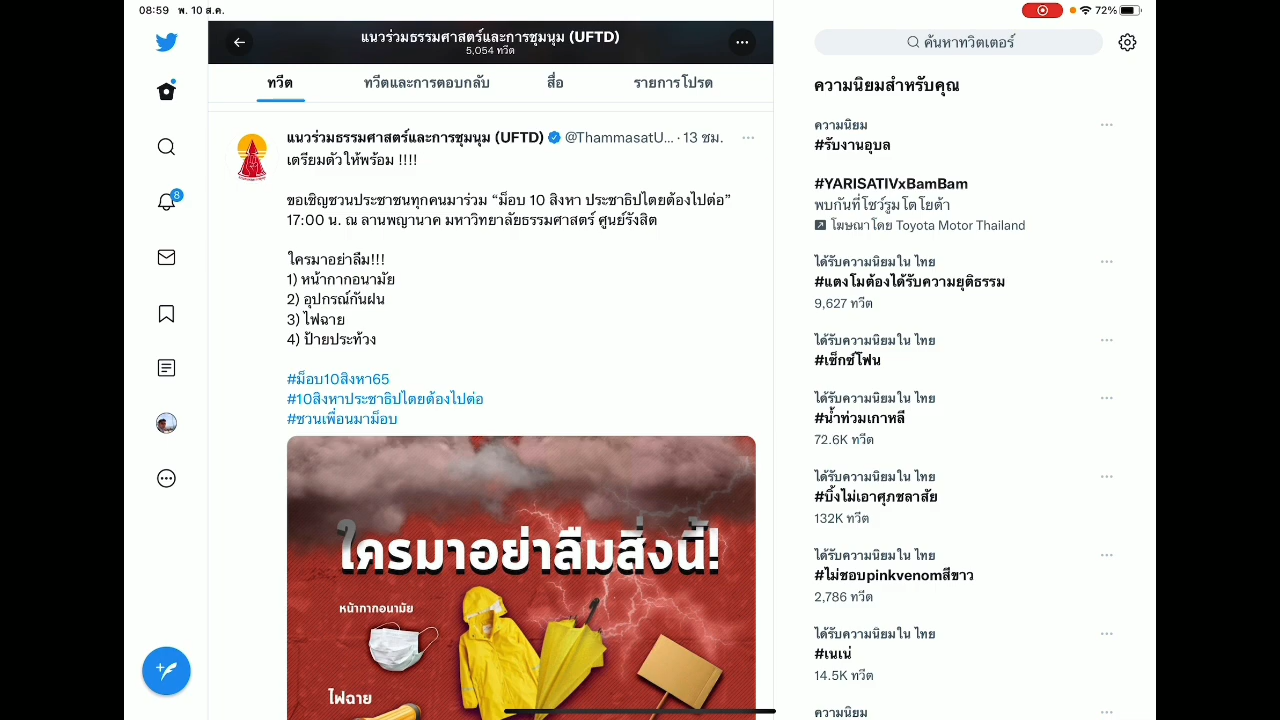 08:59 พ. 10 ส.ค.
72%
แนวร่วมธรรมศาสตร์และการชุมนุม (UFTD)
5,054 ทวีต
ค้นหาทวิตเตอร์
ทวีต ทวีตและการตอบกลับ สื่อ รายการโปรด
แนวร่วมธรรมศาสตร์และการชุมนุม (UFTD) @ThammasatU... · 13 ชม.
เตรียมตัวให้พร้อม !!!!
ขอเชิญชวนประชาชนทุกคนมาร่วม “ม็อบ 10 สิงหา ประชาธิปไตยต้องไปต่อ”
17:00 น. ณ ลานพญานาค มหาวิทยาลัยธรรมศาสตร์ ศูนย์รังสิต
ใครมาอย่าลืม!!!
1) หน้ากากอนามัย
2) อุปกรณ์กันฝน
3) ไฟฉาย
4) ป้ายประท้วง
#ม็อบ10สิงหา65
#10สิงหาประชาธิปไตยต้องไปต่อ
#ชวนเพื่อนมาม็อบ
ใครมาอย่าลืมสิ่งนี้!
หน้ากากอนามัย
ไฟฉาย
8
ความนิยมสำหรับคุณ
ความนิยม
#รับงานอุบล
#YARISATIVxBamBam
พบกันที่โชว์รูมโตโยต้า
โฆษณาโดย Toyota Motor Thailand
ได้รับความนิยมใน ไทย
#แตงโมต้องได้รับความยุติธรรม
9,627 ทวีต
ได้รับความนิยมใน ไทย
#เซ็กซ์โฟน
ได้รับความนิยมใน ไทย
#น้ําท่วมเกาหลี
72.6K ทวีต
ได้รับความนิยมใน ไทย
#บิ้งไม่เอาศุภชลาสัย
132K ทวีต
ได้รับความนิยมใน ไทย
#ไม่ชอบpinkvenomสีขาว
2,786 ทวีต
ได้รับความนิยมใน ไทย
#เนเน่
14.5K ทวีต
ความนิยม